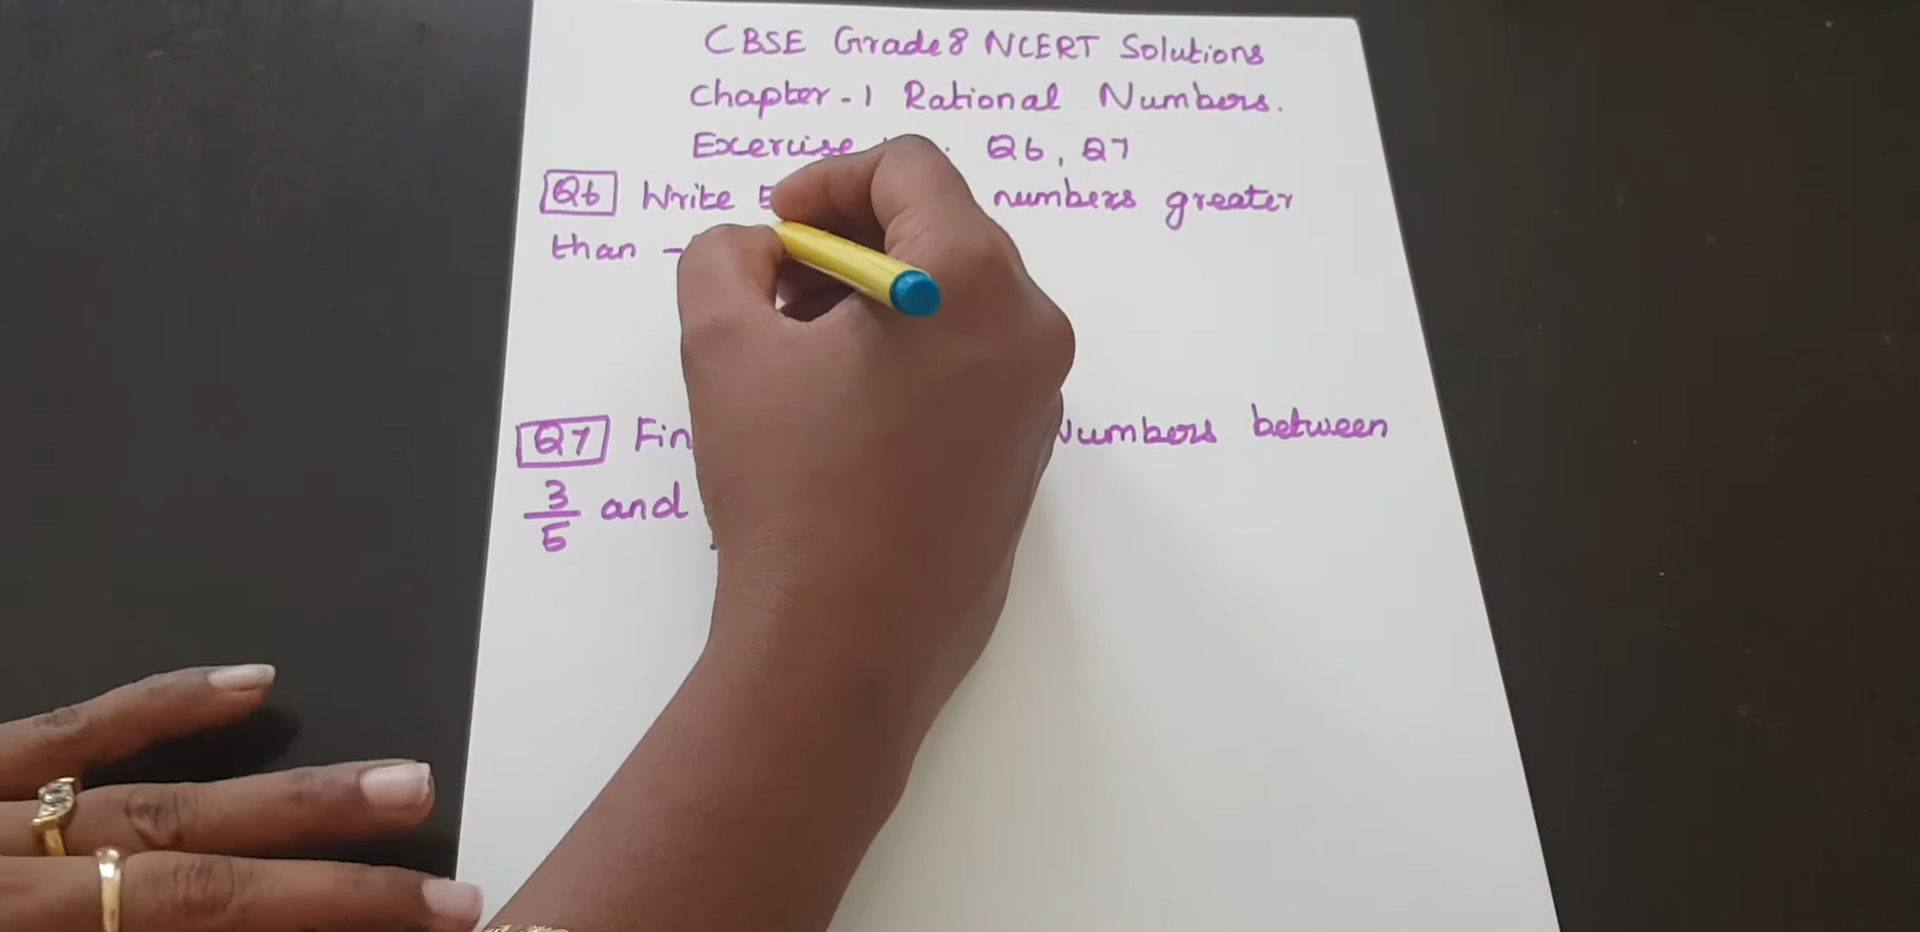 CBSE Grade 8 NCERT Solutions
Chapter - 1 Rational Numbers.
Exercise Q6, Q7
Q6 Write 5 numbers greater
than -
Q7 Numbers between
3/5 and